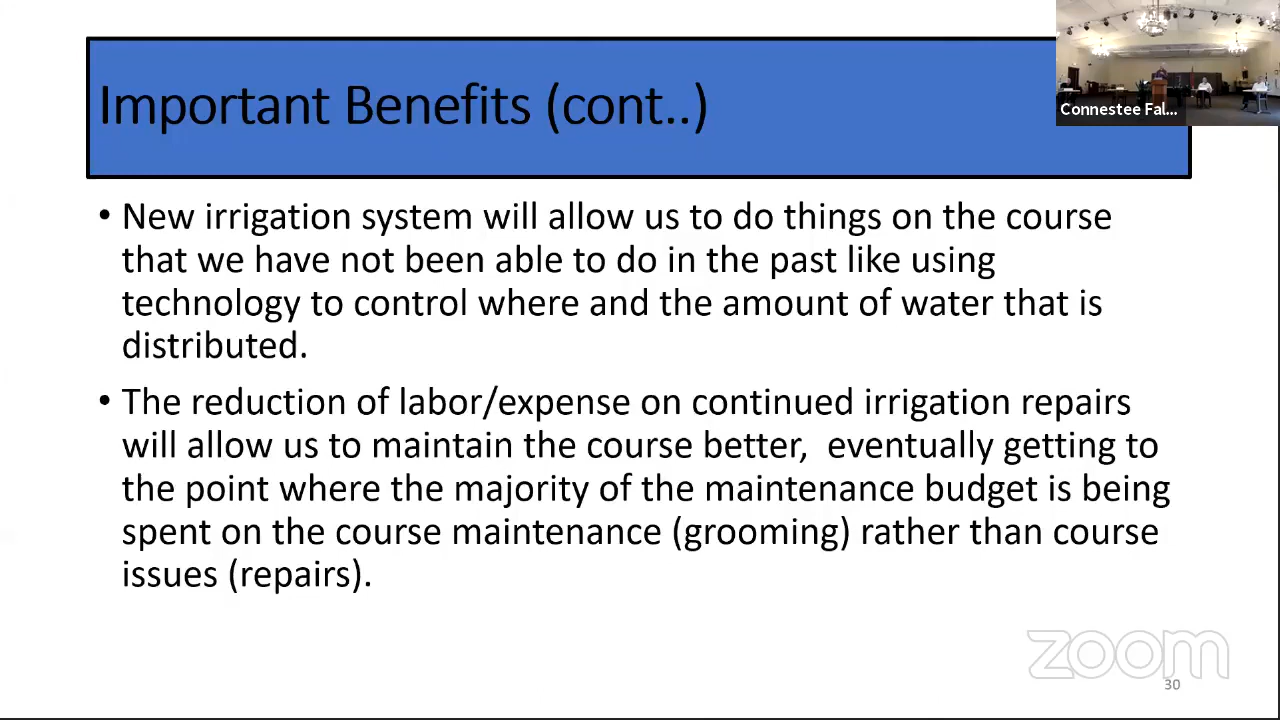 Important Benefits (cont..)
Connestee Fal...
• New irrigation system will allow us to do things on the course
that we have not been able to do in the past like using
technology to control where and the amount of water that is
distributed.
• The reduction of labor/expense on continued irrigation repairs
will allow us to maintain the course better,  eventually getting to
the point where the majority of the maintenance budget is being
spent on the course maintenance (grooming) rather than course
issues (repairs).
zoom
30